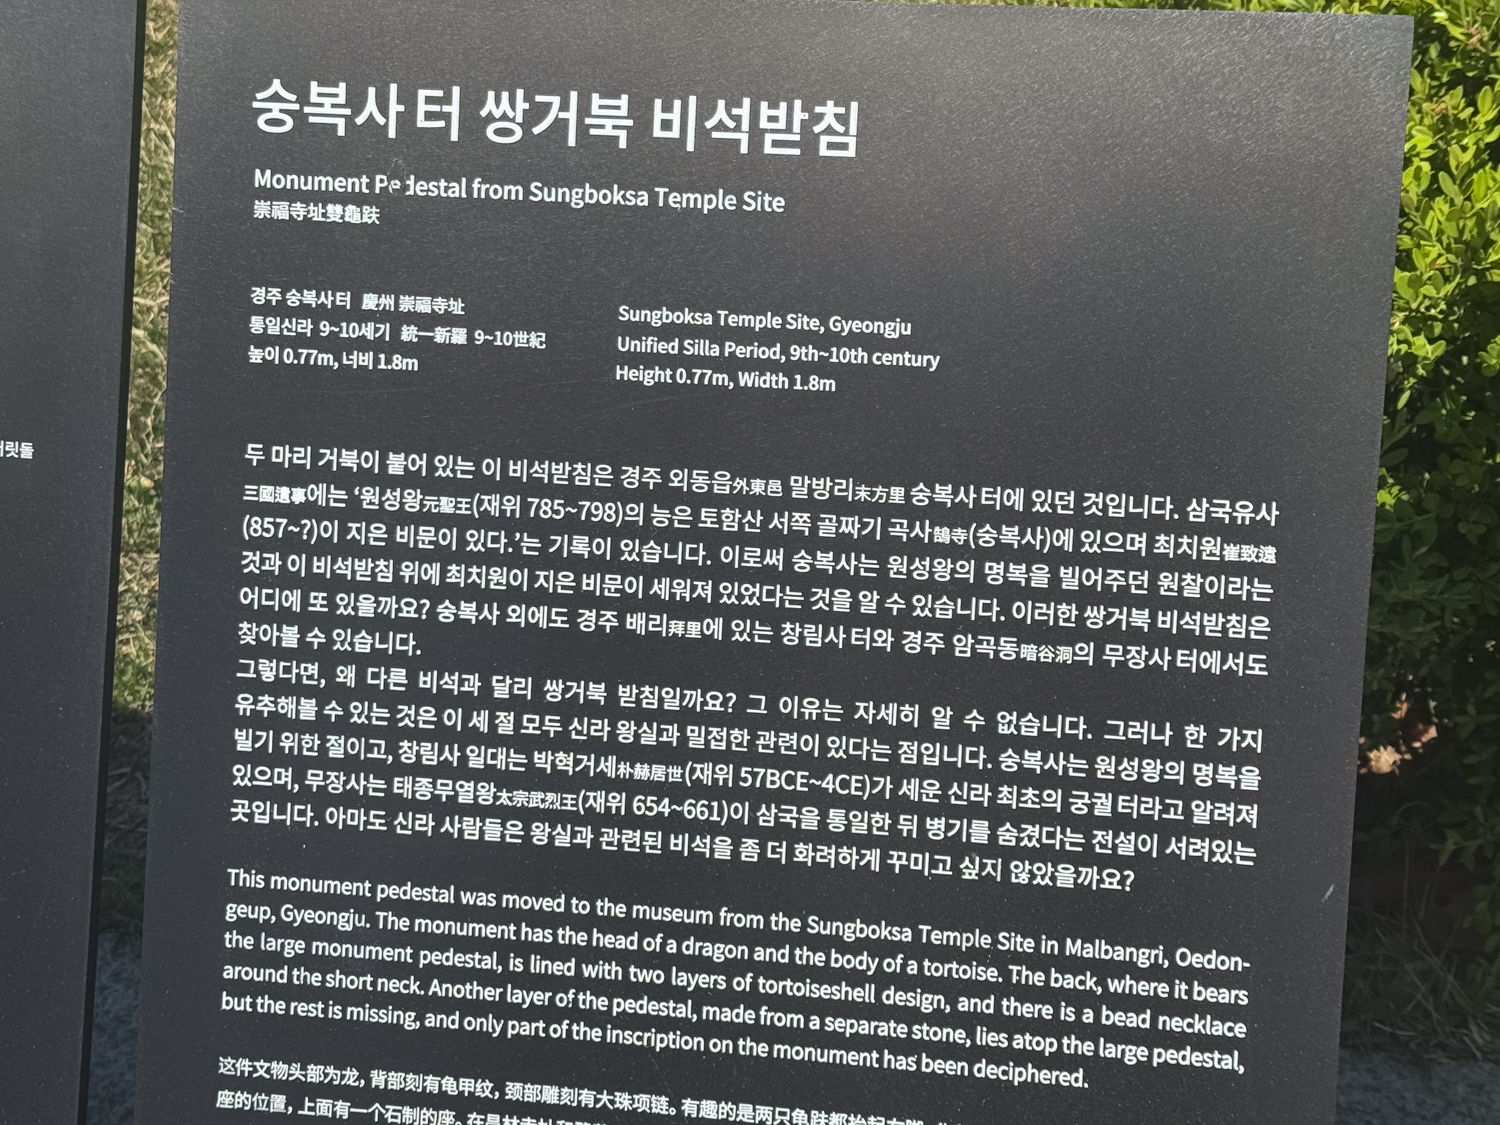 숭복사 터 쌍거북 비석받침
Monument Pedestal from Sungboksa Temple Site
崇福寺址雙龜趺
경주 숭복사 터 慶州 崇福寺址
통일신라 9~10세기 統一新羅 9~10世紀
높이 0.77m, 너비 1.8m
Sungboksa Temple Site, Gyeongju
Unified Silla Period, 9th~10th century
Height 0.77m, Width 1.8m
릿돌
두 마리 거북이 붙어 있는 이 비석받침은 경주 외동읍外東邑 말방리末方里 숭복사 터에 있던 것입니다. 삼국유사
三國遺事에는 ‘원성왕元聖王(재위 785~798)의 능은 토함산 서쪽 골짜기 곡사鵠寺(숭복사)에 있으며 최치원崔致遠
(857~?)이 지은 비문이 있다.’는 기록이 있습니다. 이로써 숭복사는 원성왕의 명복을 빌어주던 원찰이라는
것과 이 비석받침 위에 최치원이 지은 비문이 세워져 있었다는 것을 알 수 있습니다. 이러한 쌍거북 비석받침은
어디에 또 있을까요? 숭복사 외에도 경주 배리拜里에 있는 창림사 터와 경주 암곡동暗谷洞의 무장사 터에서도
찾아볼 수 있습니다.
그렇다면, 왜 다른 비석과 달리 쌍거북 받침일까요? 그 이유는 자세히 알 수 없습니다. 그러나 한 가지
유추해볼 수 있는 것은 이 세 절 모두 신라 왕실과 밀접한 관련이 있다는 점입니다. 숭복사는 원성왕의 명복을
빌기 위한 절이고, 창림사 일대는 박혁거세朴赫居世(재위 57BCE~4CE)가 세운 신라 최초의 궁궐 터라고 알려져
있으며, 무장사는 태종무열왕太宗武烈王(재위 654~661)이 삼국을 통일한 뒤 병기를 숨겼다는 전설이 서려있는
곳입니다. 아마도 신라 사람들은 왕실과 관련된 비석을 좀 더 화려하게 꾸미고 싶지 않았을까요?
This monument pedestal was moved to the museum from the Sungboksa Temple Site in Malbangri, Oedon-
geup, Gyeongju. The monument has the head of a dragon and the body of a tortoise. The back, where it bears
the large monument pedestal, is lined with two layers of tortoiseshell design, and there is a bead necklace
around the short neck. Another layer of the pedestal, made from a separate stone, lies atop the large pedestal,
but the rest is missing, and only part of the inscription on the monument has been deciphered.
这件文物头部为龙，背部刻有龟甲纹，颈部雕刻有大珠项链。有趣的是两只龟趺都抬起右脚，
座的位置，上面有一个石制的座。在昌林寺址和